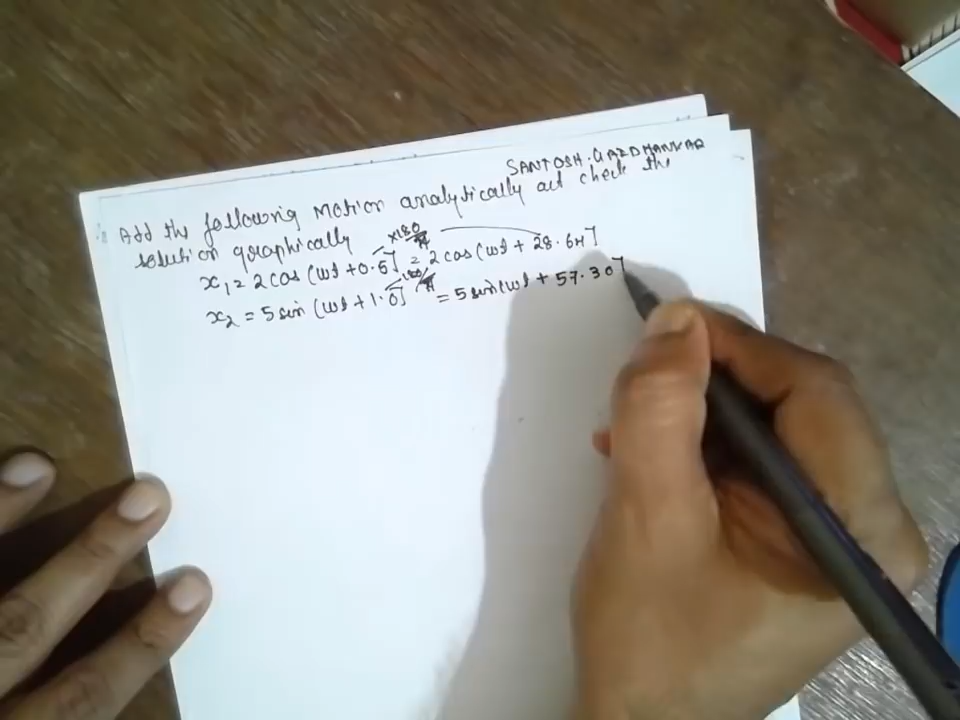 SANTOSH.GAIDHANKAR
Add the following Motion analytically and check the
solution graphically
x1 = 2 cos (ωt + 0.5) ×180/π = 2 cos (ωt + 28.64)
x2 = 5 sin (ωt + 1.0) 180/π = 5 sin (ωt + 57.30)